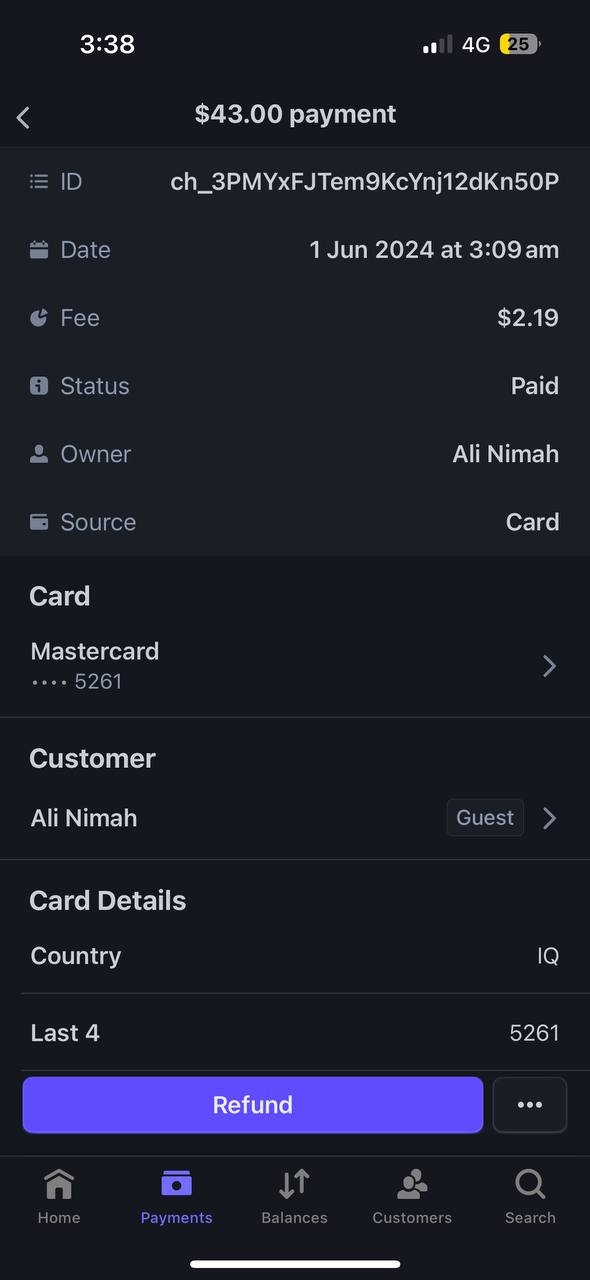 3:38
4G 25
$43.00 payment
ID ch_3PMYxFJTem9KcYnj12dKn50P
Date 1 Jun 2024 at 3:09 am
Fee $2.19
Status Paid
Owner Ali Nimah
Source Card
Card
Mastercard
•••• 5261
Customer
Ali Nimah Guest
Card Details
Country IQ
Last 4 5261
Refund
Home Payments Balances Customers Search